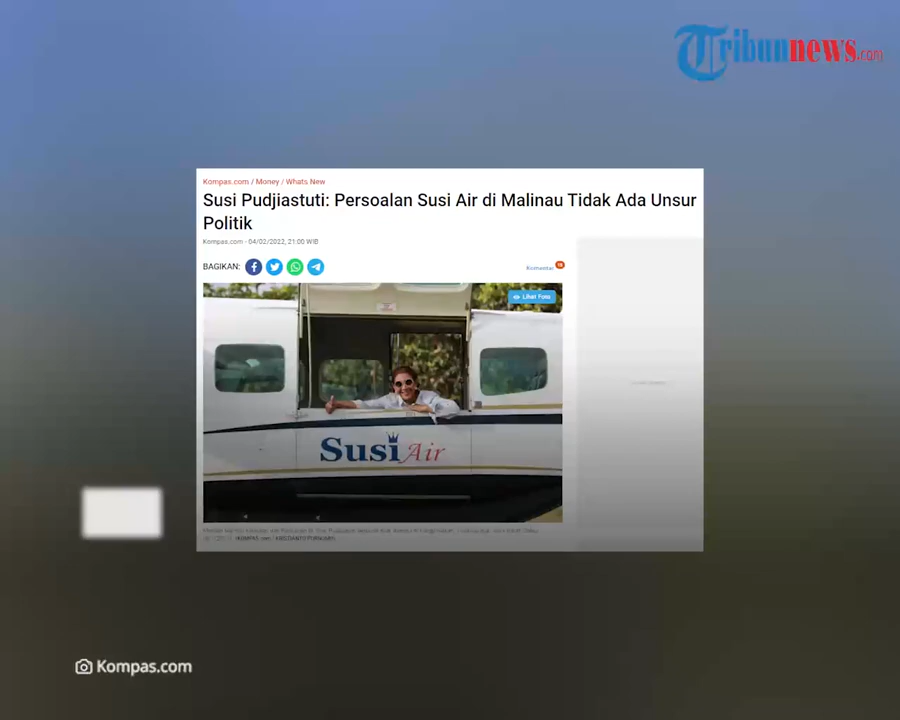 Tribunnews.com
Kompas.com / Money / Whats New
Susi Pudjiastuti: Persoalan Susi Air di Malinau Tidak Ada Unsur
Politik
Kompas.com - 04/02/2022, 21:00 WIB
BAGIKAN:
Komentar
Lihat Foto
Susi Air
Kompas.com